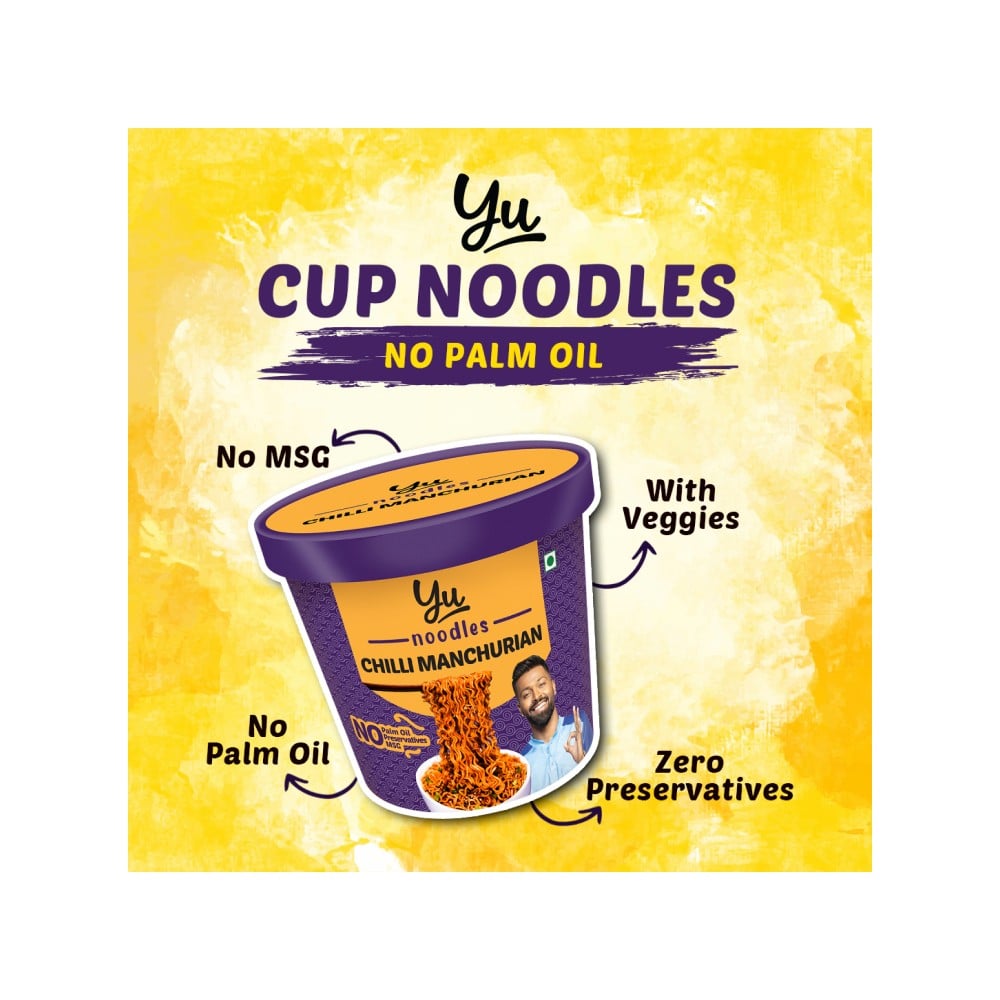 Yu
CUP NOODLES
NO PALM OIL
No MSG
With
Veggies
Yu
noodles
CHILLI MANCHURIAN
Yu
noodles
CHILLI MANCHURIAN
NO
Palm Oil
Preservatives
MSG
No
Palm Oil
Zero
Preservatives